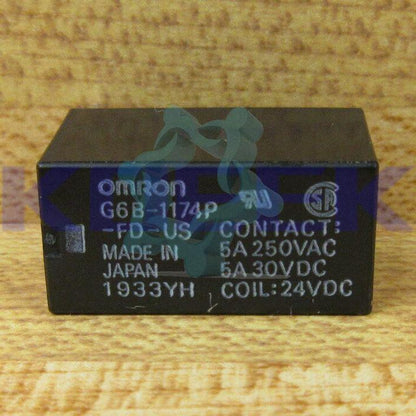 omron
G6B-1174P
-FD-US CONTACT:
MADE IN 5A 250VAC
JAPAN 5A 30VDC
1933YH COIL:24VDC